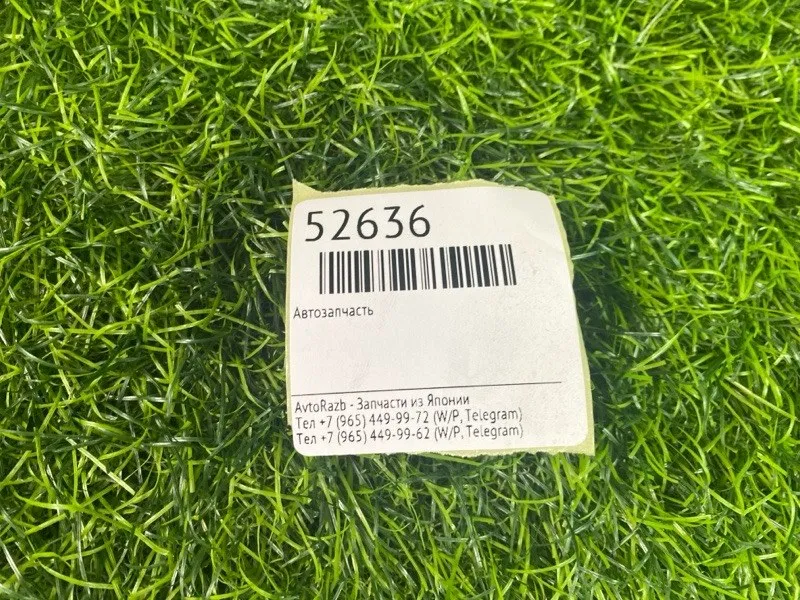 52636
Автозапчасть
AvtoRazb - Запчасти из Японии
Тел +7 (965) 449-99-72 (W/P, Telegram)
Тел +7 (965) 449-99-62 (W/P, Telegram)